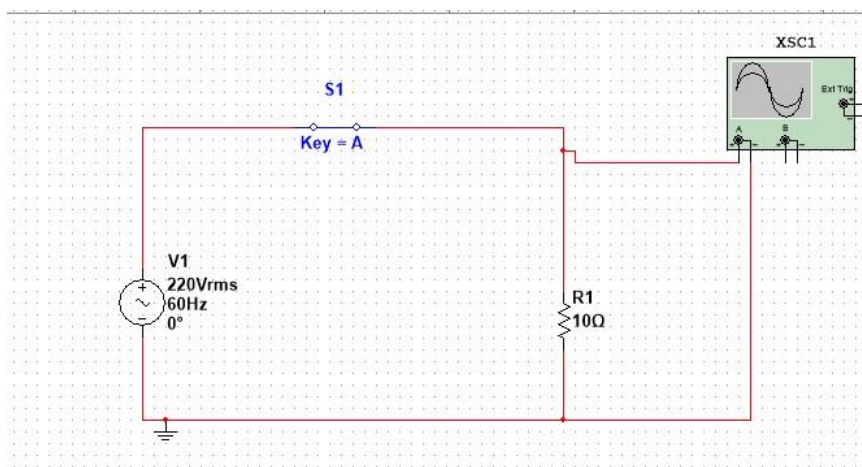 XSC1
Ext Trig
+
−
A
B
+ − + −
S1
Key = A
V1
+
−
220Vrms
60Hz
0°
R1
10Ω